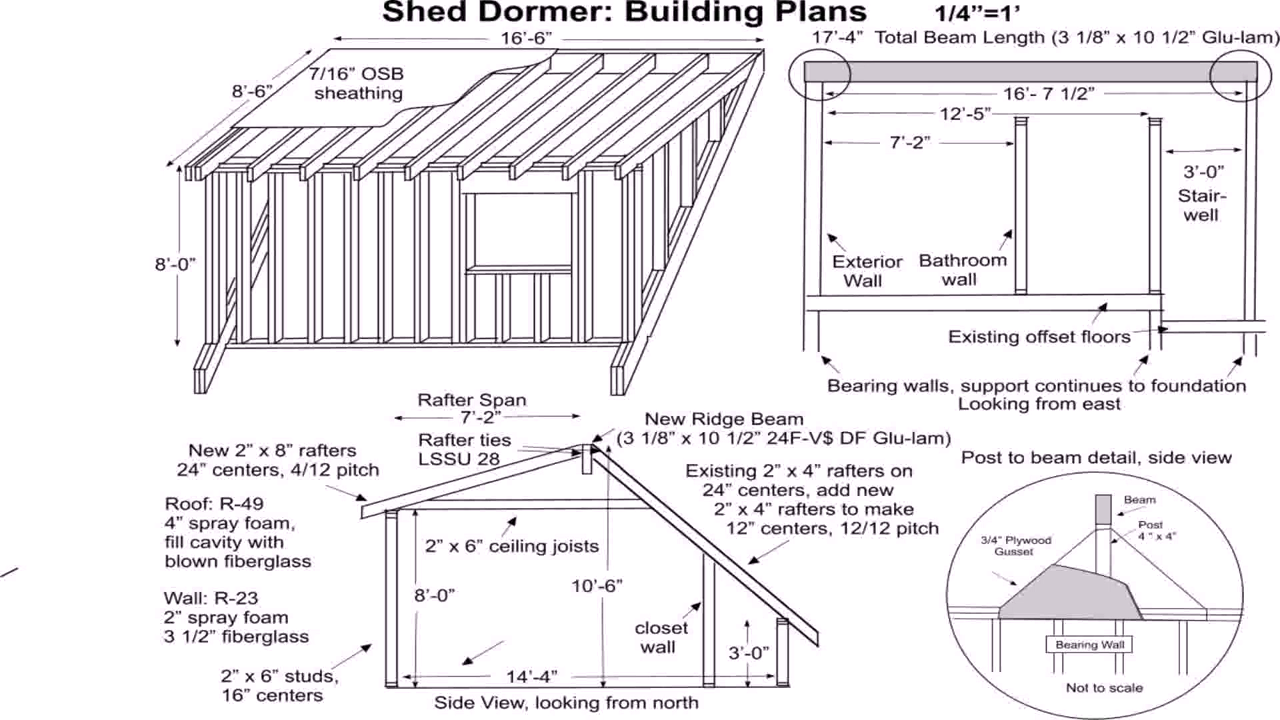 Shed Dormer: Building Plans
1/4”=1’
16’-6”
8’-6”
7/16” OSB
sheathing
8’-0”
17’-4” Total Beam Length (3 1/8” x 10 1/2” Glu-lam)
16’- 7 1/2”
12’-5”
7’-2”
3’-0”
Stair-
well
Exterior
Wall
Bathroom
wall
Existing offset floors
Bearing walls, support continues to foundation
Looking from east
Rafter Span
7’-2”
New Ridge Beam
(3 1/8” x 10 1/2” 24F-V$ DF Glu-lam)
Rafter ties
LSSU 28
New 2” x 8” rafters
24” centers, 4/12 pitch
Roof: R-49
4” spray foam,
fill cavity with
blown fiberglass
Wall: R-23
2” spray foam
3 1/2” fiberglass
2” x 6” studs,
16” centers
2” x 6” ceiling joists
8’-0”
10’-6”
closet
wall
3’-0”
14’-4”
Side View, looking from north
Existing 2” x 4” rafters on
24” centers, add new
2” x 4” rafters to make
12” centers, 12/12 pitch
Post to beam detail, side view
Beam
Post
4 “ x 4”
3/4” Plywood
Gusset
Bearing Wall
Not to scale